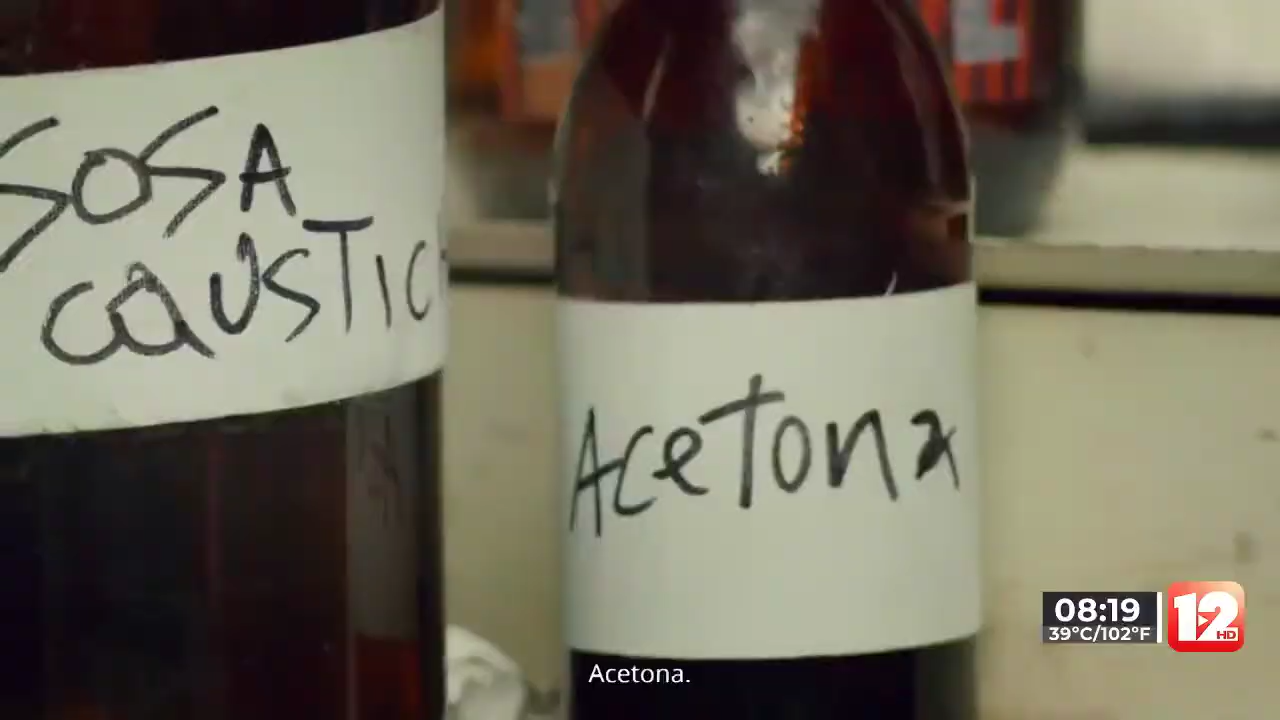 SOSA
CAUSTIC
Acetona
08:19
39°C/102°F
12
HD
Acetona.